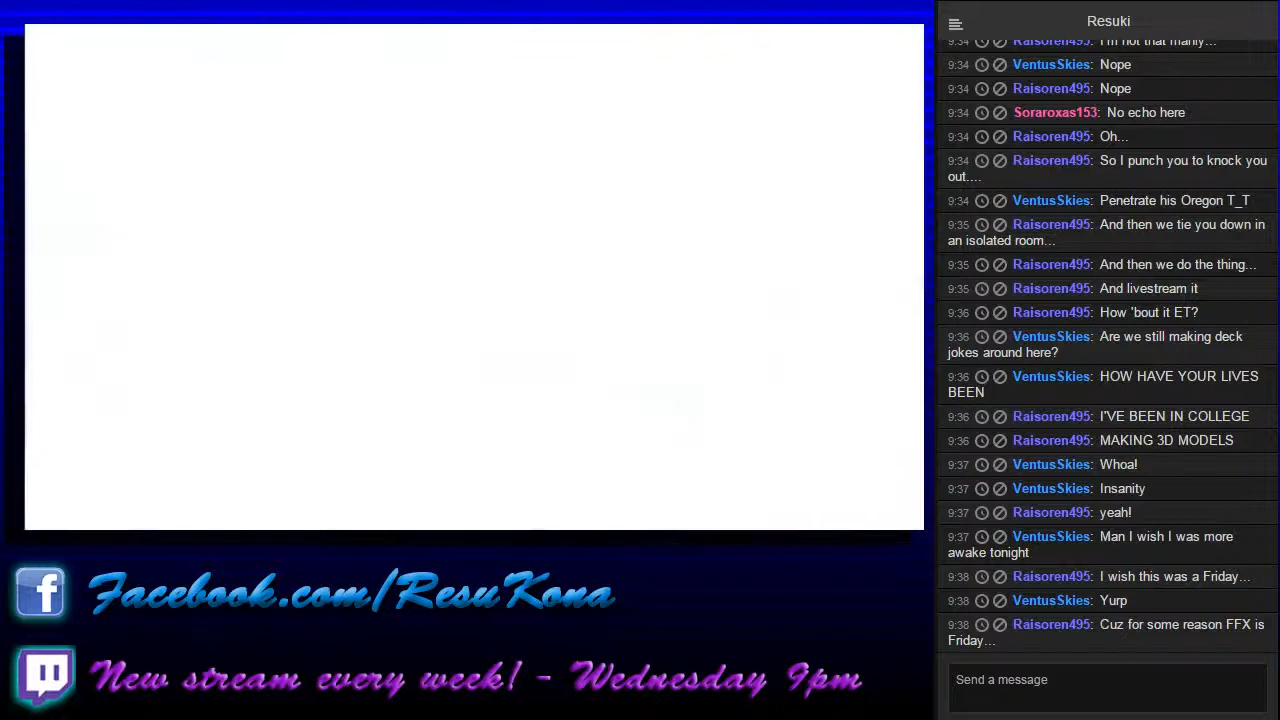 Resuki
9:34 Raisoren495: I'm not that manly...
9:34 VentusSkies: Nope
9:34 Raisoren495: Nope
9:34 Soraroxas153: No echo here
9:34 Raisoren495: Oh...
9:34 Raisoren495: So I punch you to knock you
out....
9:34 VentusSkies: Penetrate his Oregon T_T
9:35 Raisoren495: And then we tie you down in
an isolated room...
9:35 Raisoren495: And then we do the thing...
9:35 Raisoren495: And livestream it
9:36 Raisoren495: How 'bout it ET?
9:36 VentusSkies: Are we still making deck
jokes around here?
9:36 VentusSkies: HOW HAVE YOUR LIVES
BEEN
9:36 Raisoren495: I'VE BEEN IN COLLEGE
9:36 Raisoren495: MAKING 3D MODELS
9:37 VentusSkies: Whoa!
9:37 VentusSkies: Insanity
9:37 Raisoren495: yeah!
9:37 VentusSkies: Man I wish I was more
awake tonight
9:38 Raisoren495: I wish this was a Friday...
9:38 VentusSkies: Yurp
9:38 Raisoren495: Cuz for some reason FFX is
Friday...
Send a message
Facebook.com/ResuKona
New stream every week! - Wednesday 9pm